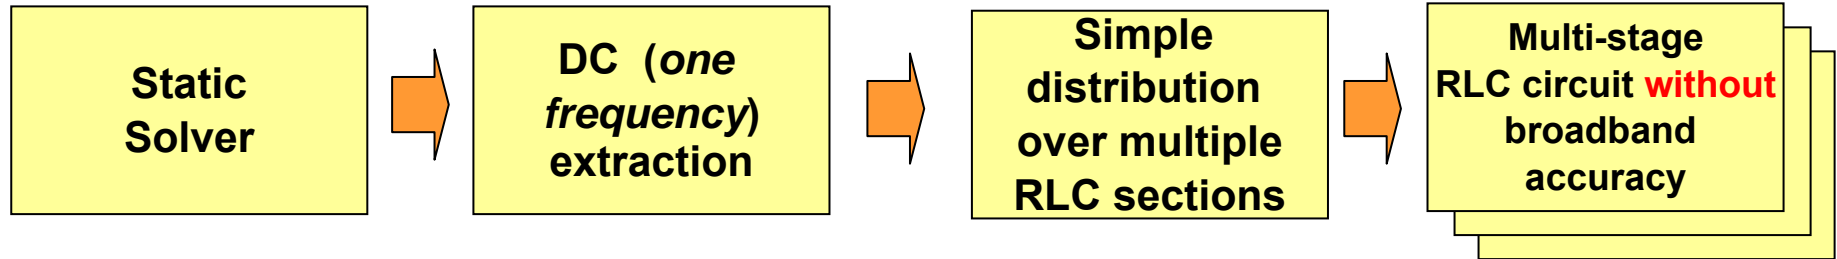 Static
Solver
DC (one
frequency)
extraction
Simple
distribution
over multiple
RLC sections
Multi-stage
RLC circuit without
broadband
accuracy